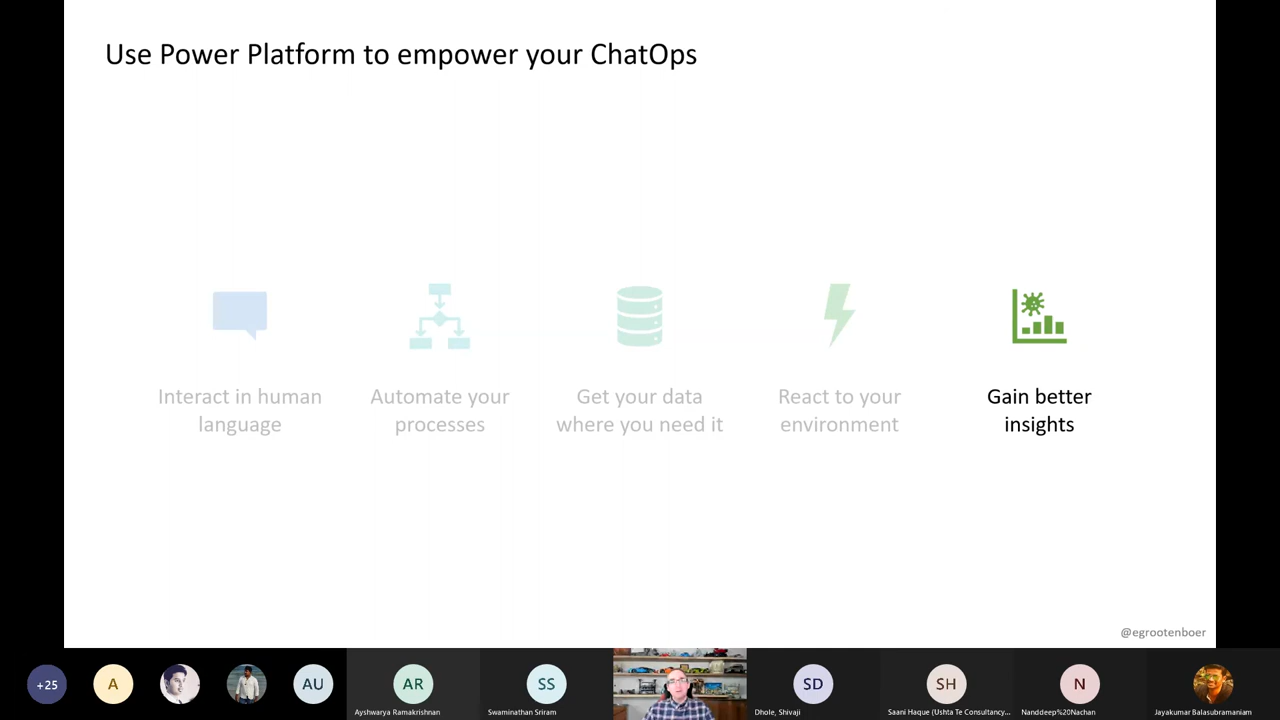 Use Power Platform to empower your ChatOps
Interact in human
language
Automate your
processes
Get your data
where you need it
React to your
environment
Gain better
insights
@egrootenboer
+25
A
AU
AR
SS
SD
SH
N
Ayshwarya Ramakrishnan
Swaminathan Sriram
Dhole, Shivaji
Saani Haque (Ushta Te Consultancy...
Nanddeep%20Nachan
Jayakumar Balasubramaniam